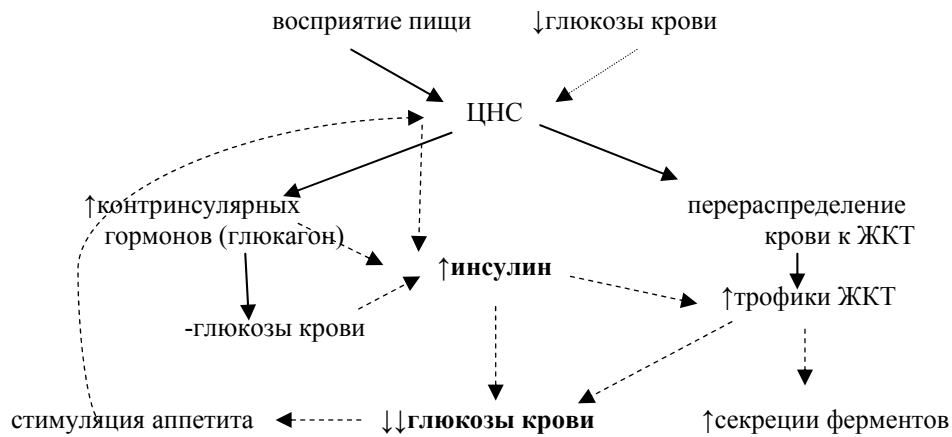 восприятие пищи ↓глюкозы крови
ЦНС
↑контринсулярных
гормонов (глюкагон)
перераспределение
крови к ЖКТ
↑инсулин
↑трофики ЖКТ
-глюкозы крови
стимуляция аппетита ↓↓глюкозы крови ↑секреции ферментов